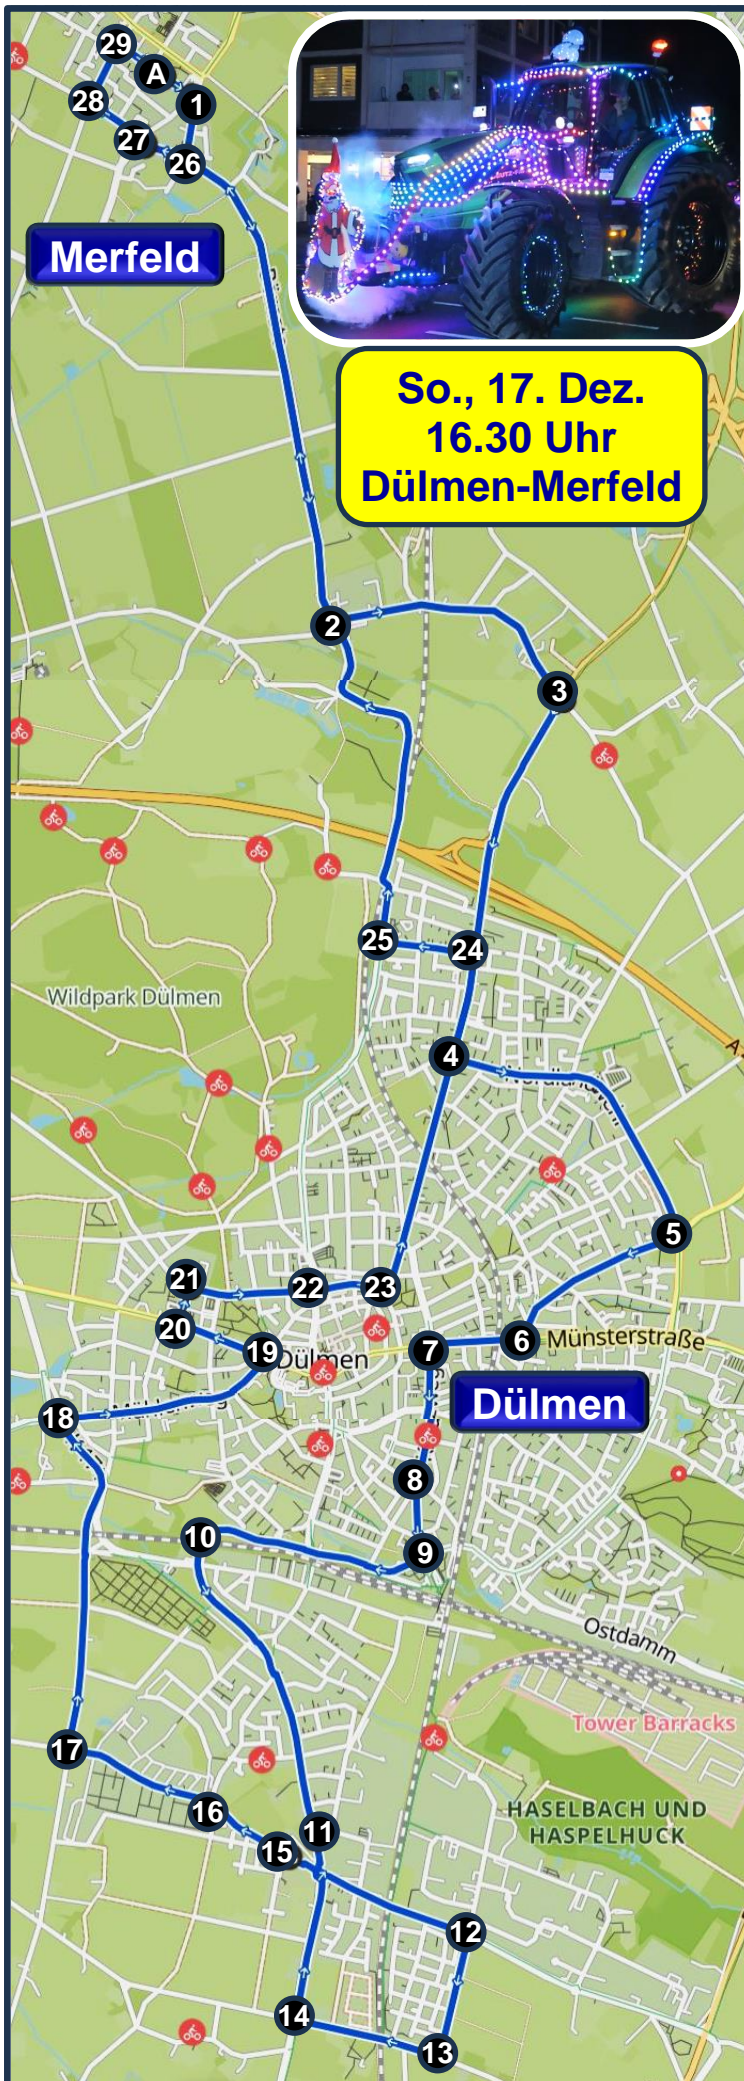 29
A
28
1
27
26
Merfeld
So., 17. Dez.
16.30 Uhr
Dülmen-Merfeld
2
3
25
24
Wildpark Dülmen
4
5
21
22
23
20
19
Dülmen
7
6
Münsterstraße
Dülmen
18
8
10
9
Ostdamm
Tower Barracks
17
16
HASELBACH UND
HASPELHUCK
11
15
12
14
13